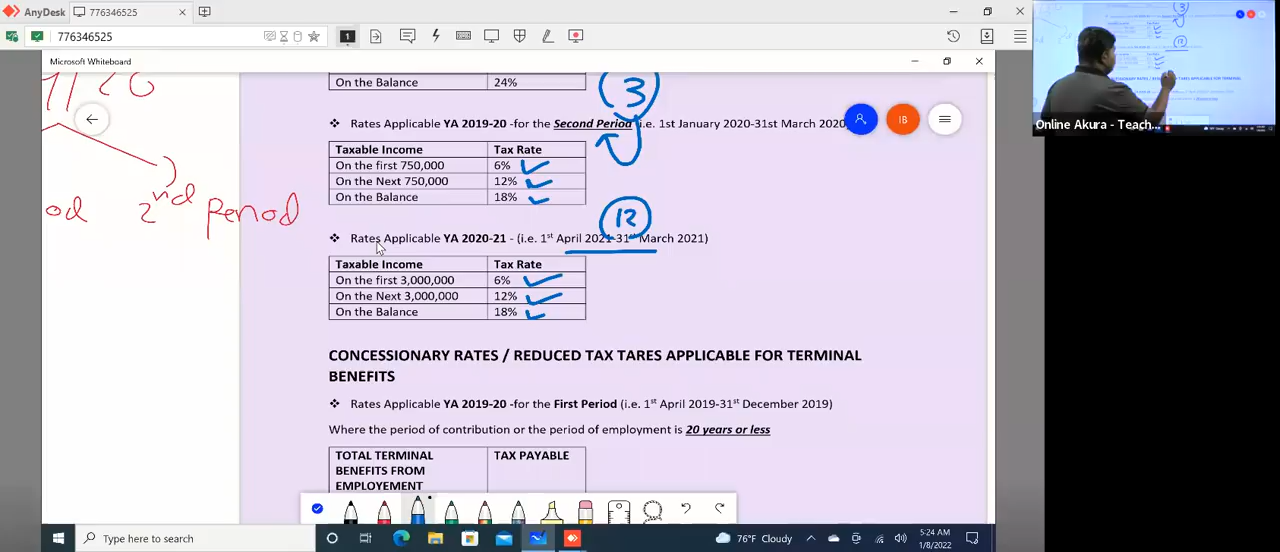 AnyDesk
776346525
776346525
1
Microsoft Whiteboard
Online Akura - Teach...
IB
On the Balance 24%
(3)
❖ Rates Applicable YA 2019-20 -for the Second Period (i.e. 1st January 2020-31st March 2020
Taxable Income Tax Rate
On the first 750,000 6%
On the Next 750,000 12%
On the Balance 18%
od 2nd period
12
❖ Rates Applicable YA 2020-21 - (i.e. 1st April 2021-31st March 2021)
Taxable Income Tax Rate
On the first 3,000,000 6%
On the Next 3,000,000 12%
On the Balance 18%
CONCESSIONARY RATES / REDUCED TAX TARES APPLICABLE FOR TERMINAL
BENEFITS
❖ Rates Applicable YA 2019-20 -for the First Period (i.e. 1st April 2019-31st December 2019)
Where the period of contribution or the period of employment is 20 years or less
TOTAL TERMINAL TAX PAYABLE
BENEFITS FROM
EMPLOYEMENT
Type here to search
76°F Cloudy
5:24 AM
1/8/2022